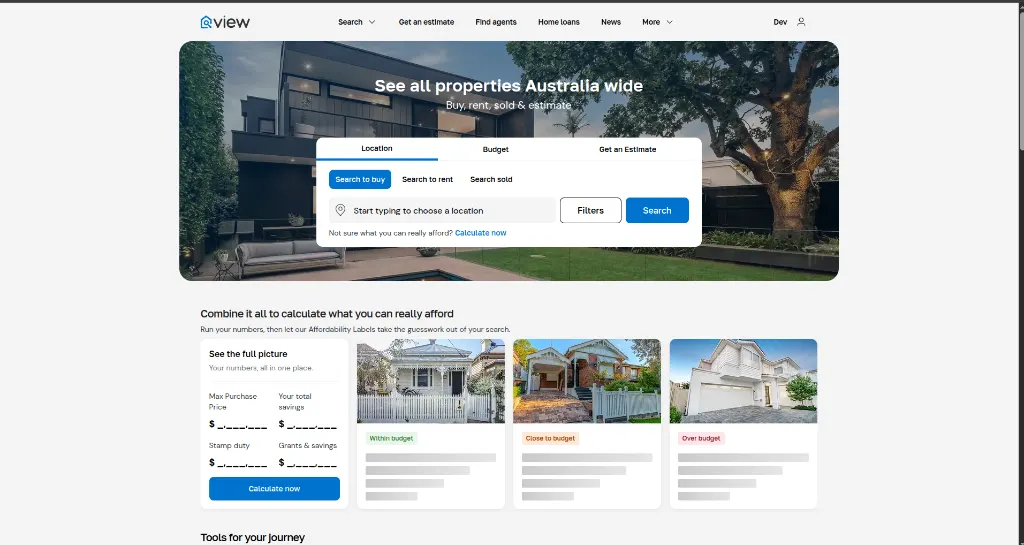 view
Search
Get an estimate
Find agents
Home loans
News
More
Dev
See all properties Australia wide
Buy, rent, sold & estimate
Location
Budget
Get an Estimate
Search to buy
Search to rent
Search sold
Start typing to choose a location
Filters
Search
Not sure what you can really afford? Calculate now
Combine it all to calculate what you can really afford
Run your numbers, then let our Affordability Labels take the guesswork out of your search.
See the full picture
Your numbers, all in one place.
Max Purchase
Price
Your total
savings
$ _,___,___
$ _,___,___
Stamp duty
Grants & savings
$ _,___,___
$ _,___,___
Calculate now
Within budget
Close to budget
Over budget
Tools for your journey